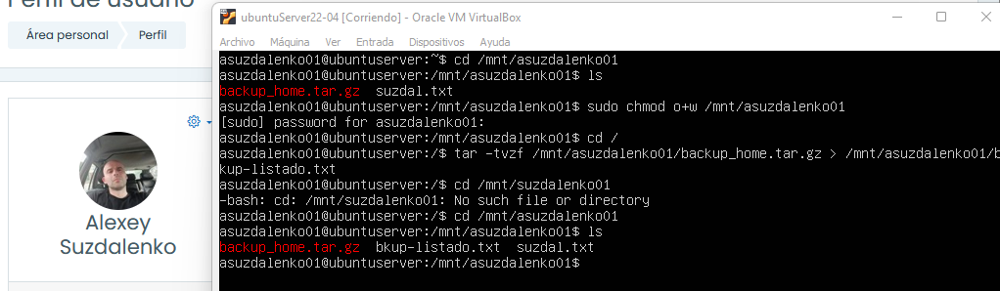 Perfil de usuario
Área personal
Perfil
Alexey
Suzdalenko
ubuntuServer22-04 [Corriendo] - Oracle VM VirtualBox
Archivo Máquina Ver Entrada Dispositivos Ayuda
asuzdalenko01@ubuntuserver:~$ cd /mnt/asuzdalenko01
asuzdalenko01@ubuntuserver:/mnt/asuzdalenko01$ ls
backup_home.tar.gz suzdal.txt
asuzdalenko01@ubuntuserver:/mnt/asuzdalenko01$ sudo chmod o+w /mnt/asuzdalenko01
[sudo] password for asuzdalenko01:
asuzdalenko01@ubuntuserver:/mnt/asuzdalenko01$ cd /
asuzdalenko01@ubuntuserver:/$ tar -tvzf /mnt/asuzdalenko01/backup_home.tar.gz > /mnt/asuzdalenko01/b
kup-listado.txt
asuzdalenko01@ubuntuserver:/$ cd /mnt/suzdalenko01
-bash: cd: /mnt/suzdalenko01: No such file or directory
asuzdalenko01@ubuntuserver:/$ cd /mnt/asuzdalenko01
asuzdalenko01@ubuntuserver:/mnt/asuzdalenko01$ ls
backup_home.tar.gz bkup-listado.txt suzdal.txt
asuzdalenko01@ubuntuserver:/mnt/asuzdalenko01$